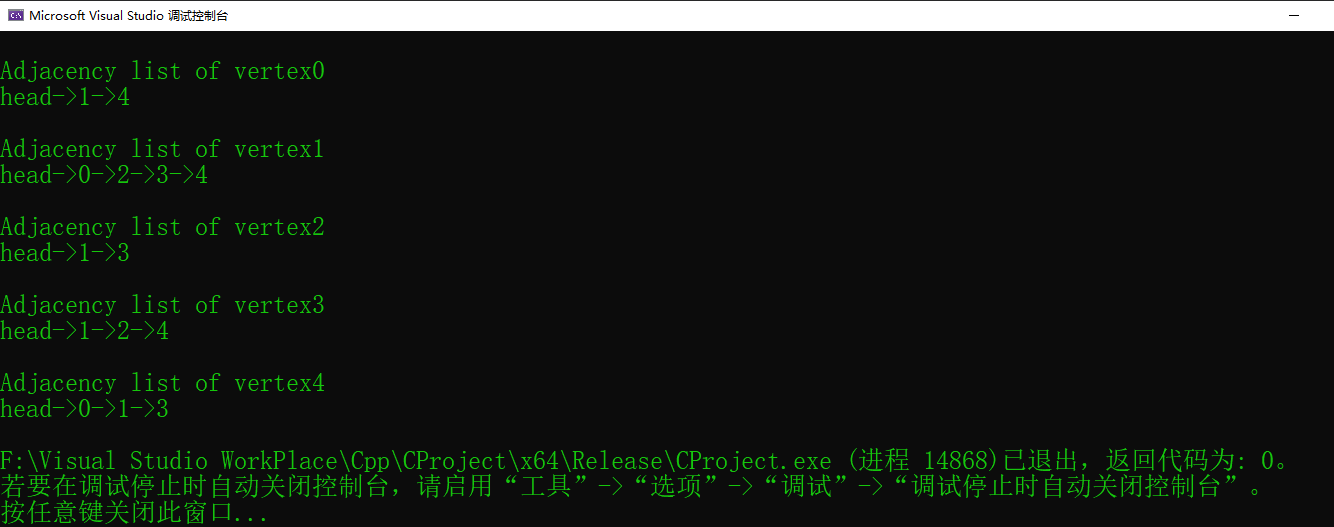 Microsoft Visual Studio 调试控制台
Adjacency list of vertex0
head->1->4
Adjacency list of vertex1
head->0->2->3->4
Adjacency list of vertex2
head->1->3
Adjacency list of vertex3
head->1->2->4
Adjacency list of vertex4
head->0->1->3
F:\Visual Studio WorkPlace\Cpp\CProject\x64\Release\CProject.exe (进程 14868)已退出，返回代码为: 0。
若要在调试停止时自动关闭控制台，请启用“工具”->“选项”->“调试”->“调试停止时自动关闭控制台”。
按任意键关闭此窗口...